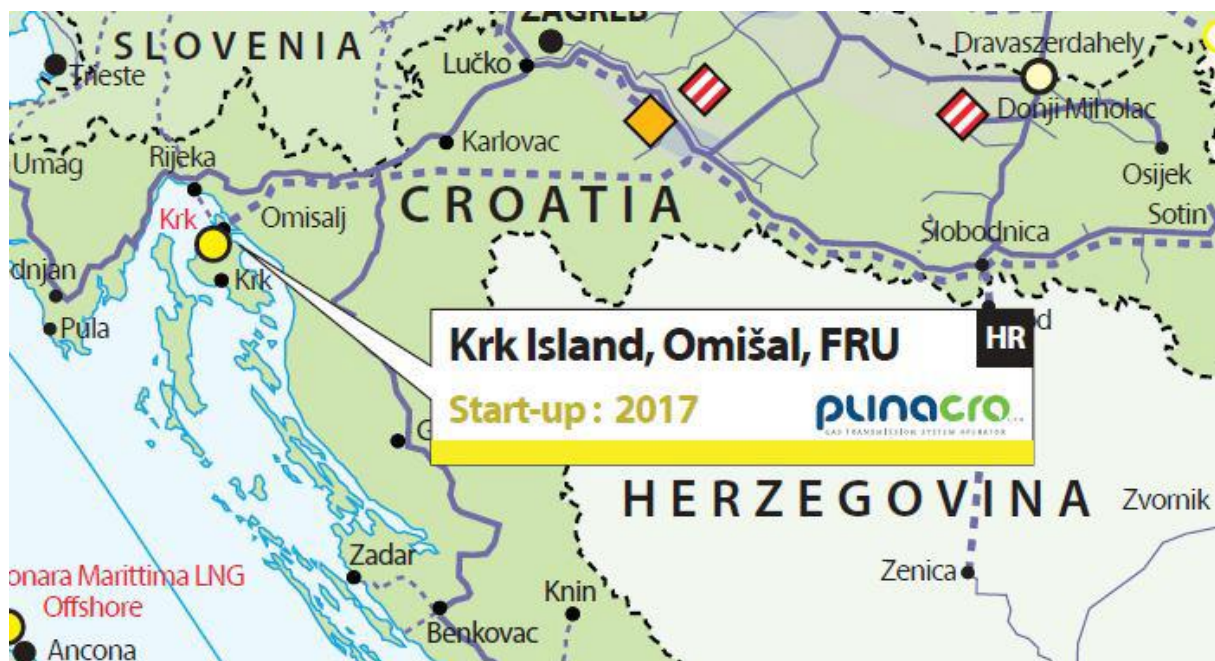 ZAGREB
SLOVENIA
Trieste
Lučko
Dravaszerdahely
Donji Miholac
Karlovac
Umag
Rijeka
Osijek
CROATIA
Krk
Omisalj
Sotin
Slobodnica
Krk
Pula
Krk Island, Omišal, FRU
HR
Start-up : 2017
PLINACRO
GAS TRANSMISSION SYSTEM OPERATOR
HERZEGOVINA
Zvornik
Zadar
Zenica
onara Marittima LNG
Offshore
Knin
Benkovac
Ancona